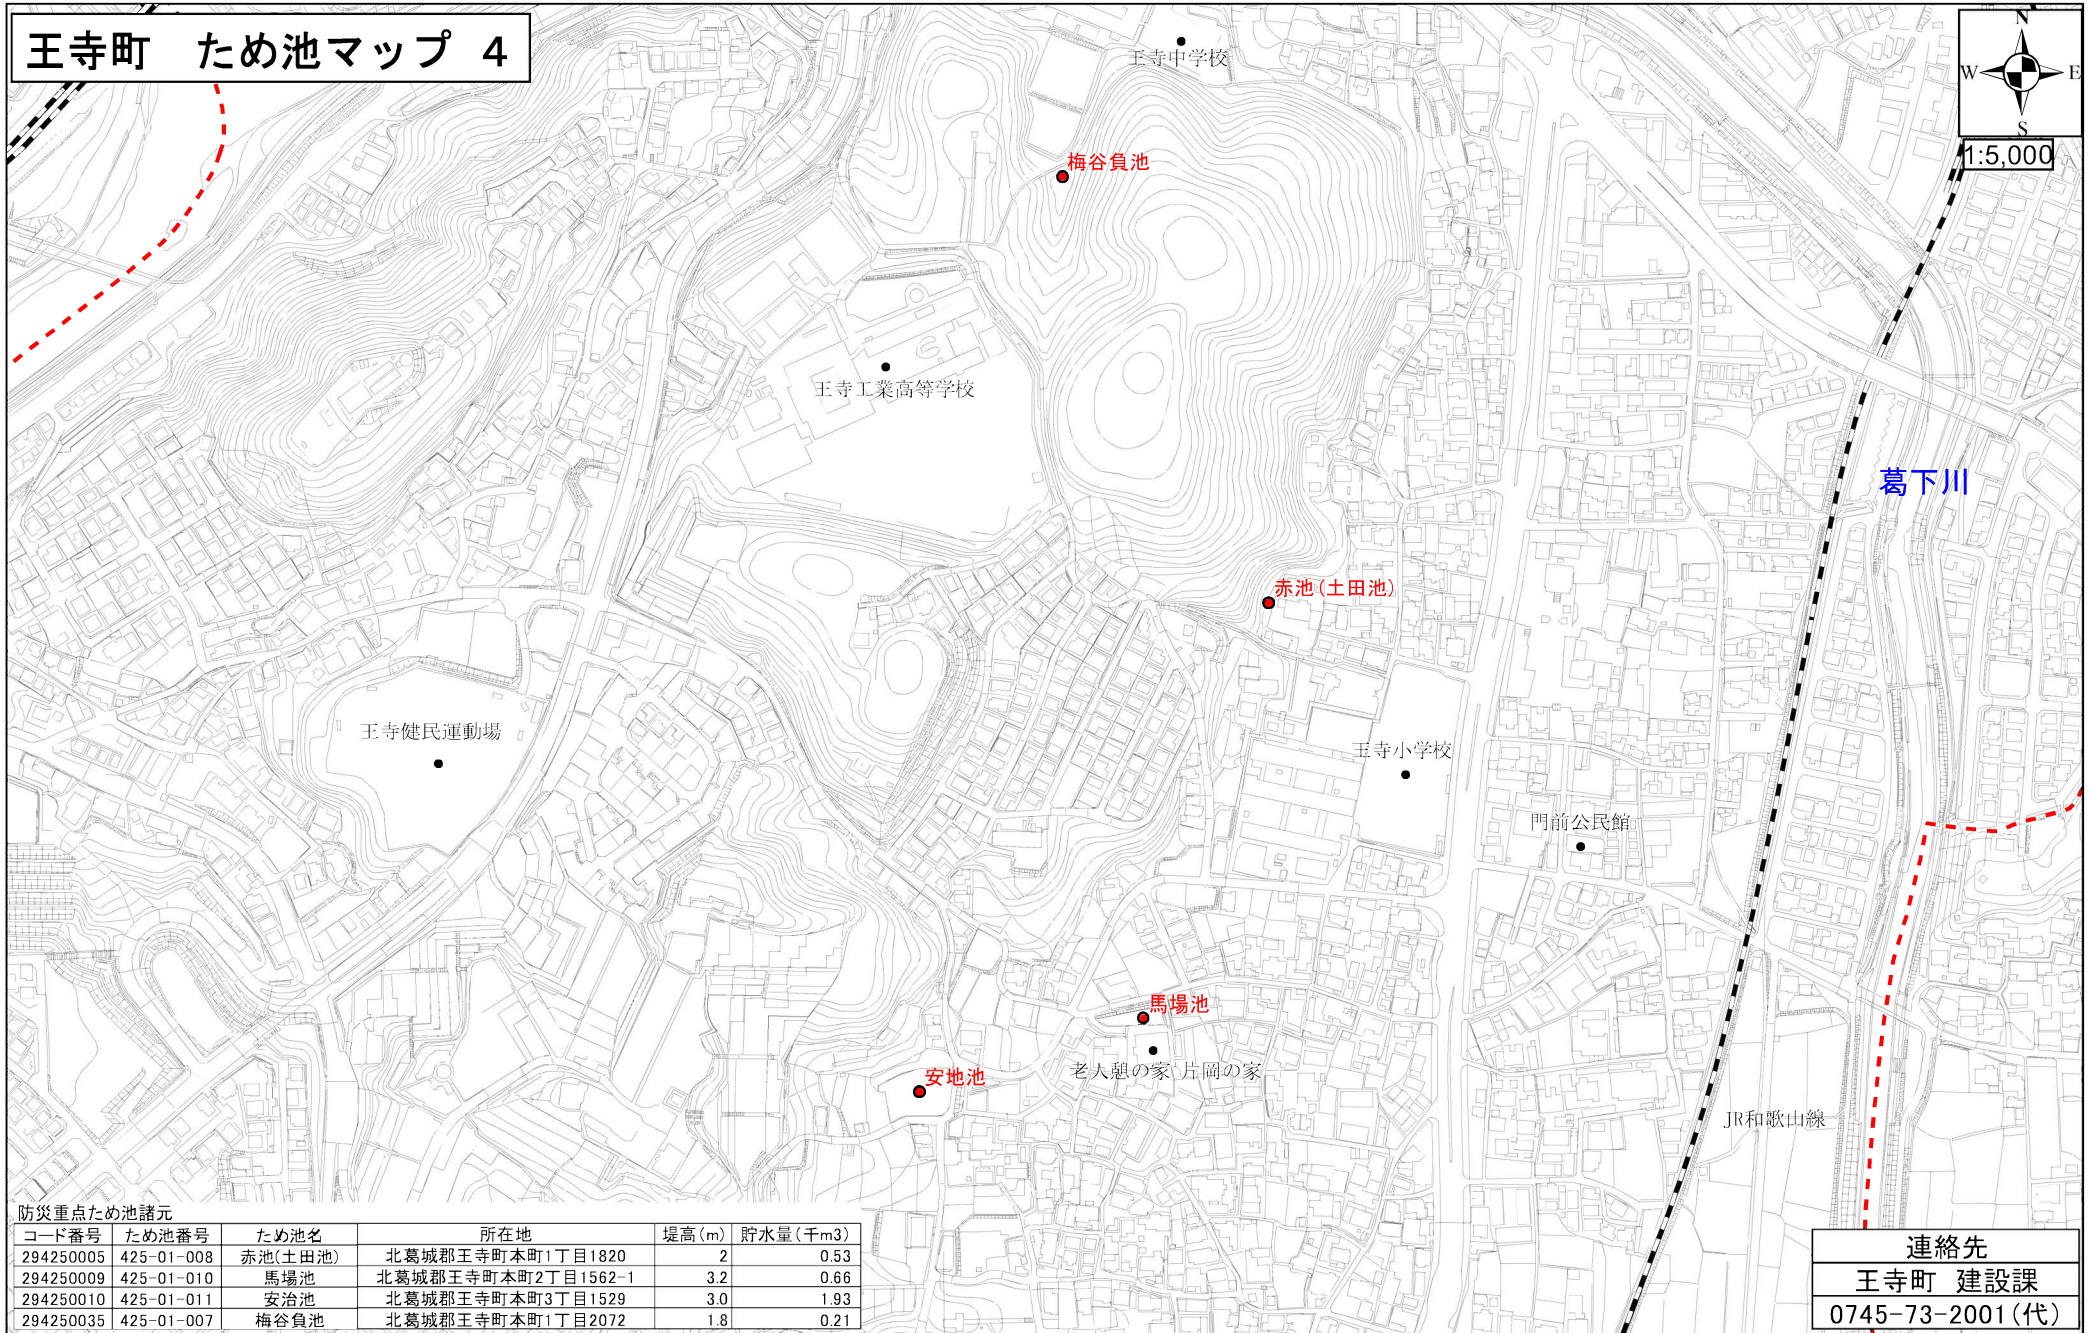 王寺町　ため池マップ 4
N
W E
S
1:5,000
王寺中学校
梅谷負池
王寺工業高等学校
葛下川
赤池(土田池)
王寺健民運動場
王寺小学校
門前公民館
馬場池
老人憩の家 片岡の家
安地池
JR和歌山線
防災重点ため池諸元
コード番号 ため池番号 ため池名 所在地 堤高(m) 貯水量(千m3)
294250005 425-01-008 赤池(土田池) 北葛城郡王寺町本町1丁目1820 2 0.53
294250009 425-01-010 馬場池 北葛城郡王寺町本町2丁目1562-1 3.2 0.66
294250010 425-01-011 安治池 北葛城郡王寺町本町3丁目1529 3.0 1.93
294250035 425-01-007 梅谷負池 北葛城郡王寺町本町1丁目2072 1.8 0.21
連絡先
王寺町 建設課
0745-73-2001(代)